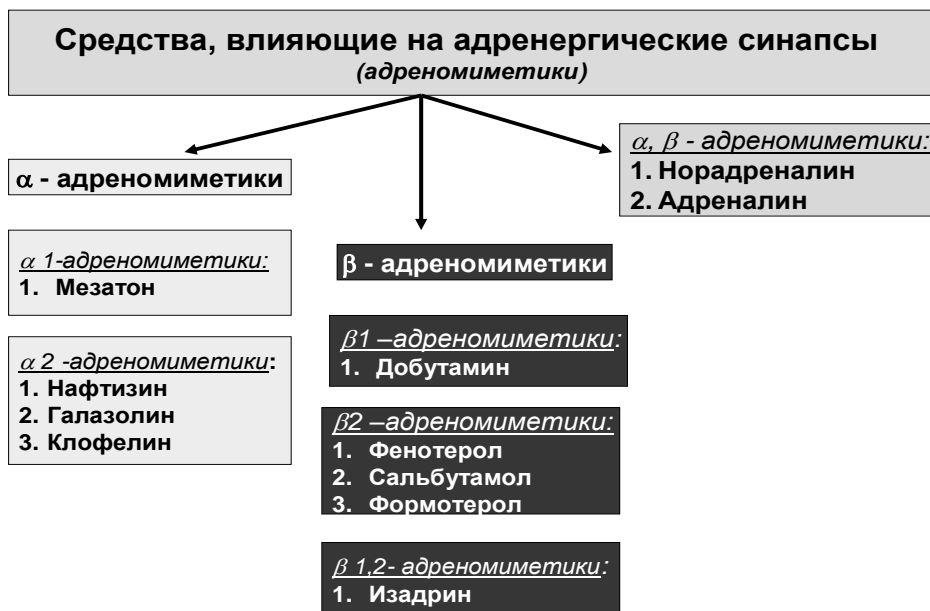 Средства, влияющие на адренергические синапсы
(адреномиметики)
α - адреномиметики
α 1-адреномиметики:
1. Мезатон
α 2 -адреномиметики:
1. Нафтизин
2. Галазолин
3. Клофелин
β - адреномиметики
β1 –адреномиметики:
1. Добутамин
β2 –адреномиметики:
1. Фенотерол
2. Сальбутамол
3. Формотерол
β 1,2- адреномиметики:
1. Изадрин
α, β - адреномиметики:
1. Норадреналин
2. Адреналин